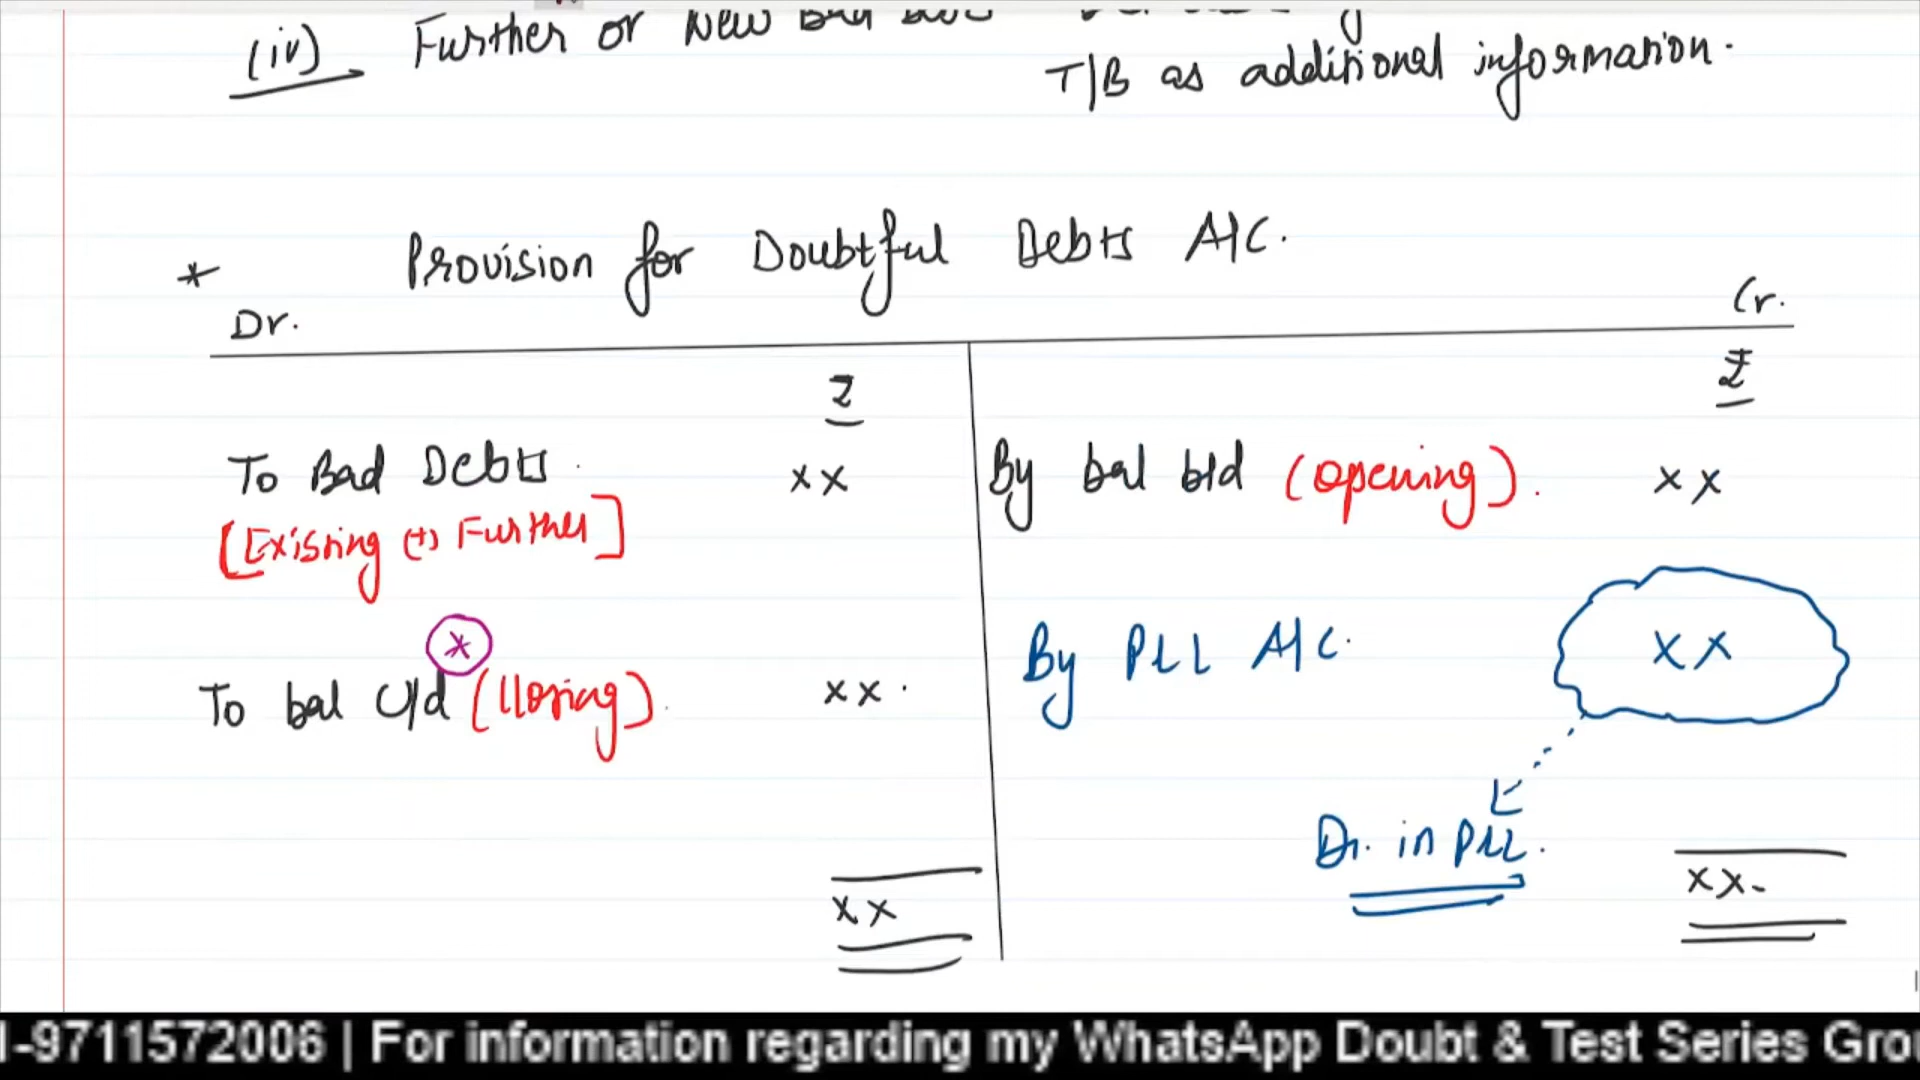 (iv) Further or New Bad
T/B as additional information.
* Provision for Doubtful Debts A/C.
Dr. Cr.
₹ ₹
To Bad Debts. xx By bal b/d (opening). xx
[Existing (+) Further]
*
To bal c/d (closing). xx. By P&L A/C. xx
Dr. in P&L.
xx xx.
1-9711572006 | For information regarding my WhatsApp Doubt & Test Series Gro